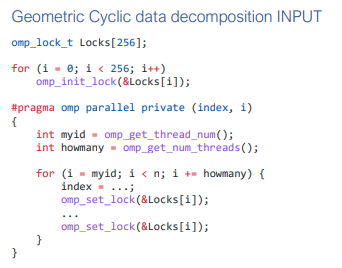 Geometric Cyclic data decomposition INPUT
omp_lock_t Locks[256];
for (i = 0; i < 256; i++)
omp_init_lock(&Locks[i]);
#pragma omp parallel private (index, i)
{
int myid = omp_get_thread_num();
int howmany = omp_get_num_threads();
for (i = myid; i < n; i += howmany) {
index = ...;
omp_set_lock(&Locks[i]);
...
omp_set_lock(&Locks[i]);
}
}